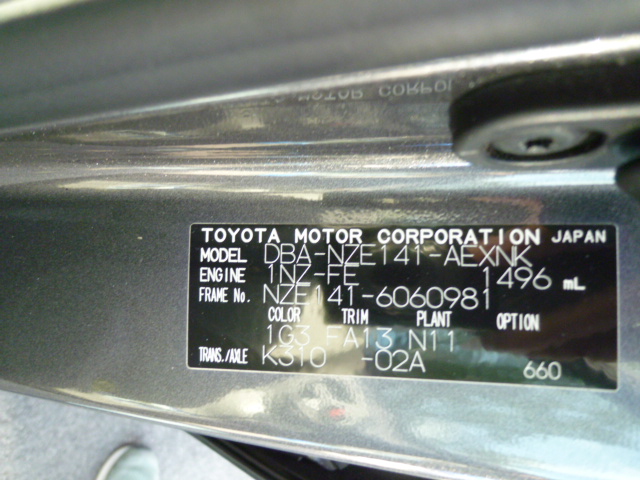 TOYOTA MOTOR CORPORATION JAPAN
MODEL DBA-NZE141-AEXNK
ENGINE 1NZ-FE 1496 mL
FRAME No. NZE141-6060981
COLOR TRIM PLANT OPTION
1G3 FA13 N11
TRANS./AXLE K310 -02A
660